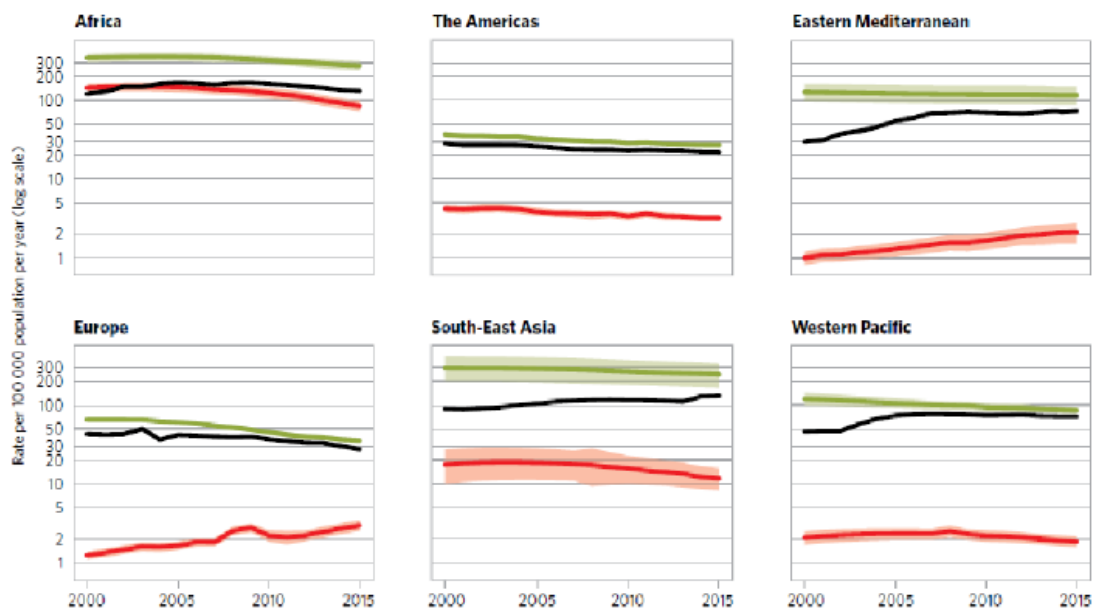 Africa
The Americas
Eastern Mediterranean
Rate per 100 000 population per year (log scale)
300
200
100
50
30
20
10
5
2
1
Europe
South-East Asia
Western Pacific
300
200
100
50
30
20
10
5
2
1
2000 2005 2010 2015
2000 2005 2010 2015
2000 2005 2010 2015